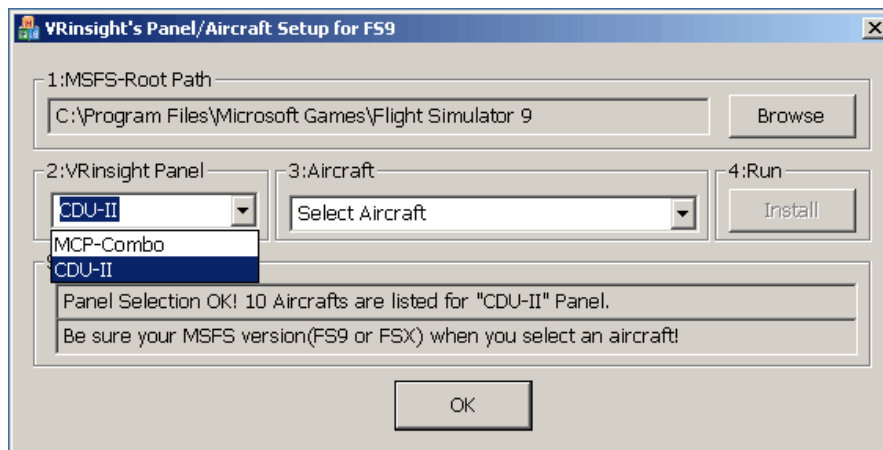 VRinsight's Panel/Aircraft Setup for FS9
1:MSFS-Root Path
C:\Program Files\Microsoft Games\Flight Simulator 9
Browse
2:VRinsight Panel
3:Aircraft
4:Run
CDU-II
Select Aircraft
Install
MCP-Combo
CDU-II
Panel Selection OK! 10 Aircrafts are listed for "CDU-II" Panel.
Be sure your MSFS version(FS9 or FSX) when you select an aircraft!
OK